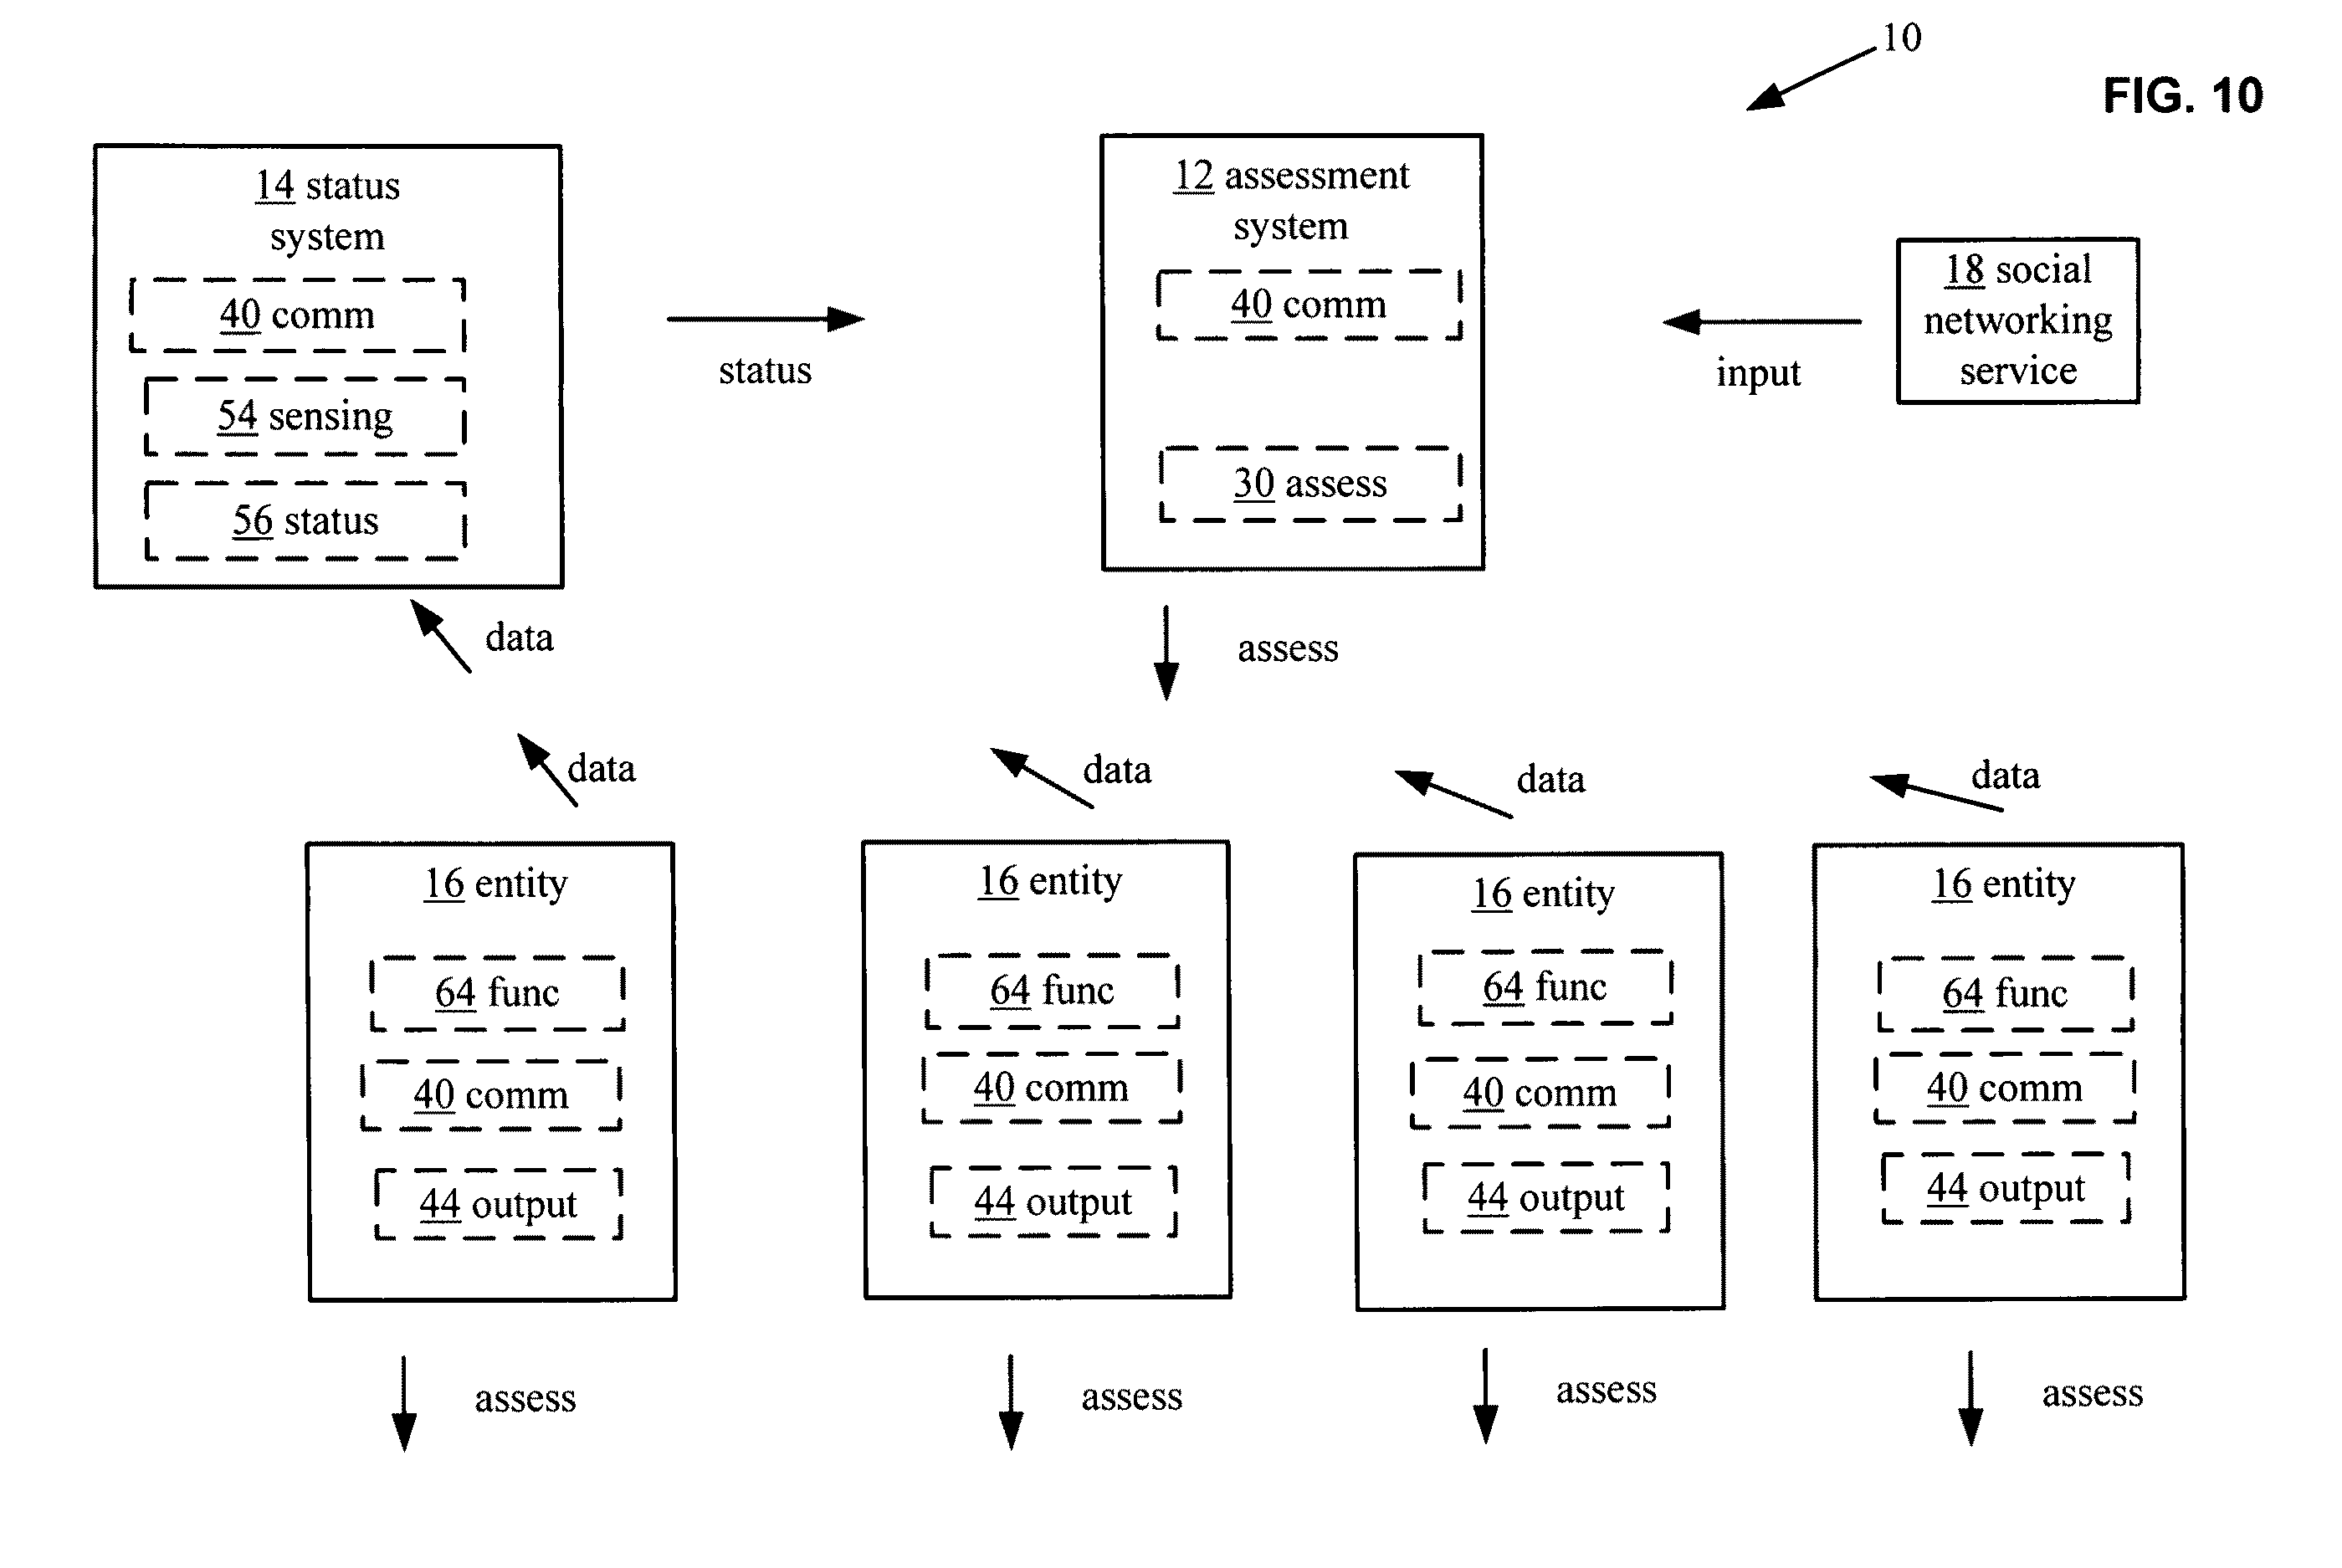 10
FIG. 10
14 status
system
40 comm
54 sensing
56 status
status
12 assessment
system
40 comm
30 assess
input
18 social
networking
service
data
assess
data
data
data
data
16 entity
64 func
40 comm
44 output
16 entity
64 func
40 comm
44 output
16 entity
64 func
40 comm
44 output
16 entity
64 func
40 comm
44 output
assess
assess
assess
assess